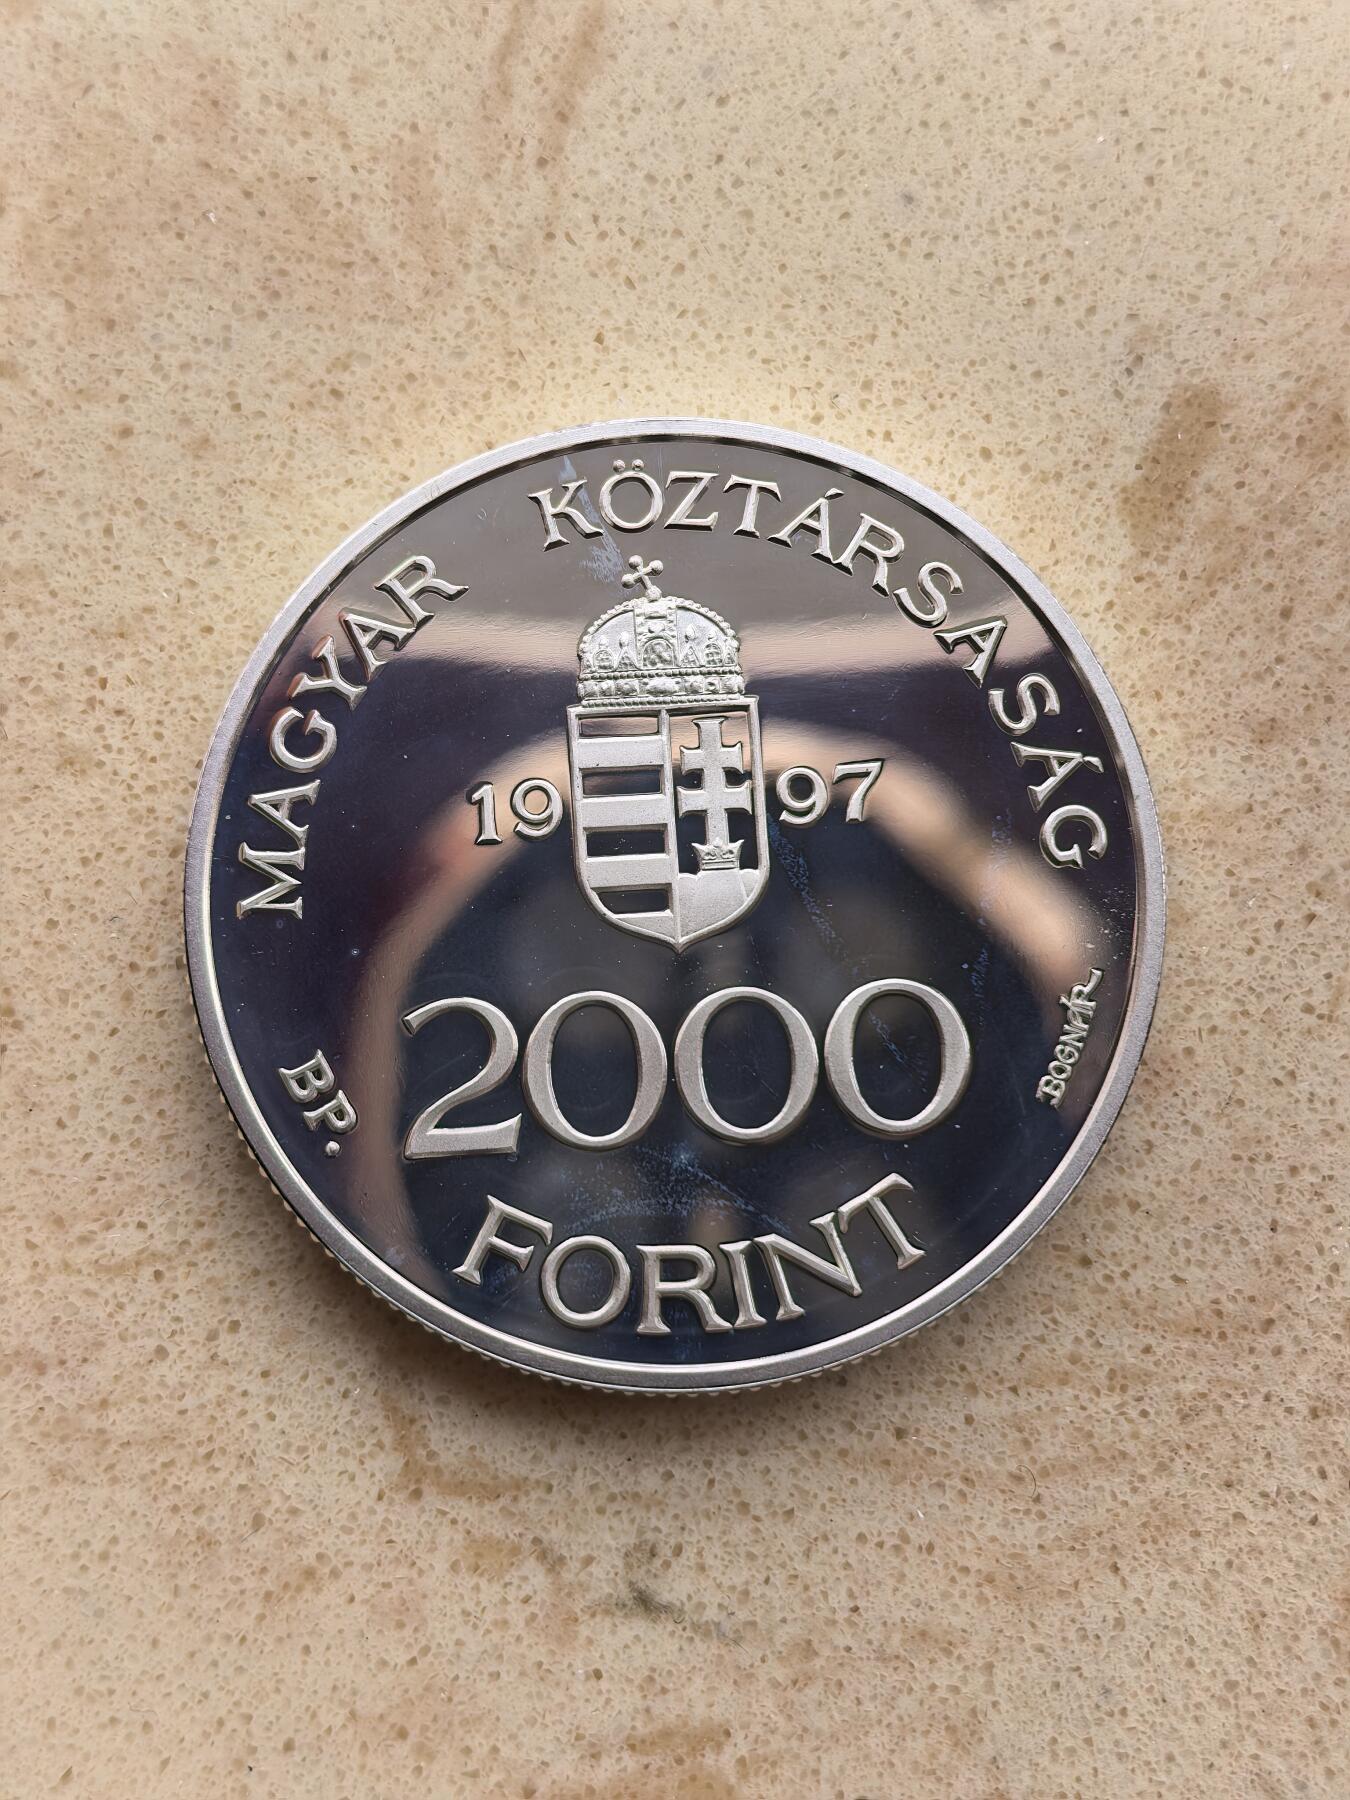 MAGYAR KÖZTÁRSASÁG
1997
2000
FORINT
BP.
BOGNÁR